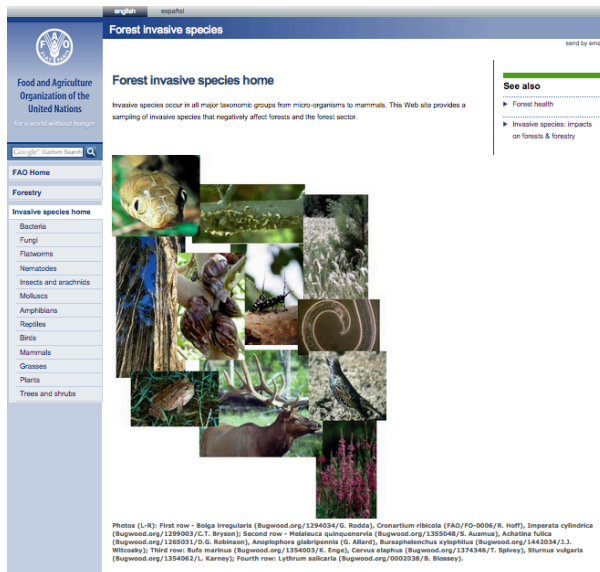 english español
Forest invasive species
send by ema
FAO
FIAT PANIS
Food and Agriculture
Organization of the
United Nations
for a world without hunger
Google™ Custom Search
FAO Home
Forestry
Invasive species home
Bacteria
Fungi
Flatworms
Nematodes
Insects and arachnids
Molluscs
Amphibians
Reptiles
Birds
Mammals
Grasses
Plants
Trees and shrubs
Forest invasive species home
Invasive species occur in all major taxonomic groups from micro-organisms to mammals. This Web site provides a
sampling of invasive species that negatively affect forests and the forest sector.
See also
Forest health
Invasive species: impacts
on forests & forestry
Photos (L-R): First row - Boiga irregularis (Bugwood.org/1294034/G. Rodda), Cronartium ribicola (FAO/FO-0006/R. Hoff), Imperata cylindrica
(Bugwood.org/1299003/C.T. Bryson); Second row - Melaleuca quinquenervia (Bugwood.org/1355048/S. Ausmus), Achatina fulica
(Bugwood.org/1265031/D.G. Robinson), Anoplophora glabripennis (G. Allard), Bursaphelenchus xylophilus (Bugwood.org/1442034/J.J.
Witcosky); Third row: Bufo marinus (Bugwood.org/1354003/K. Enge), Cervus elaphus (Bugwood.org/1374346/T. Spivey), Sturnus vulgaris
(Bugwood.org/1354062/L. Karney); Fourth row: Lythrum salicaria (Bugwood.org/0002038/B. Blossey).